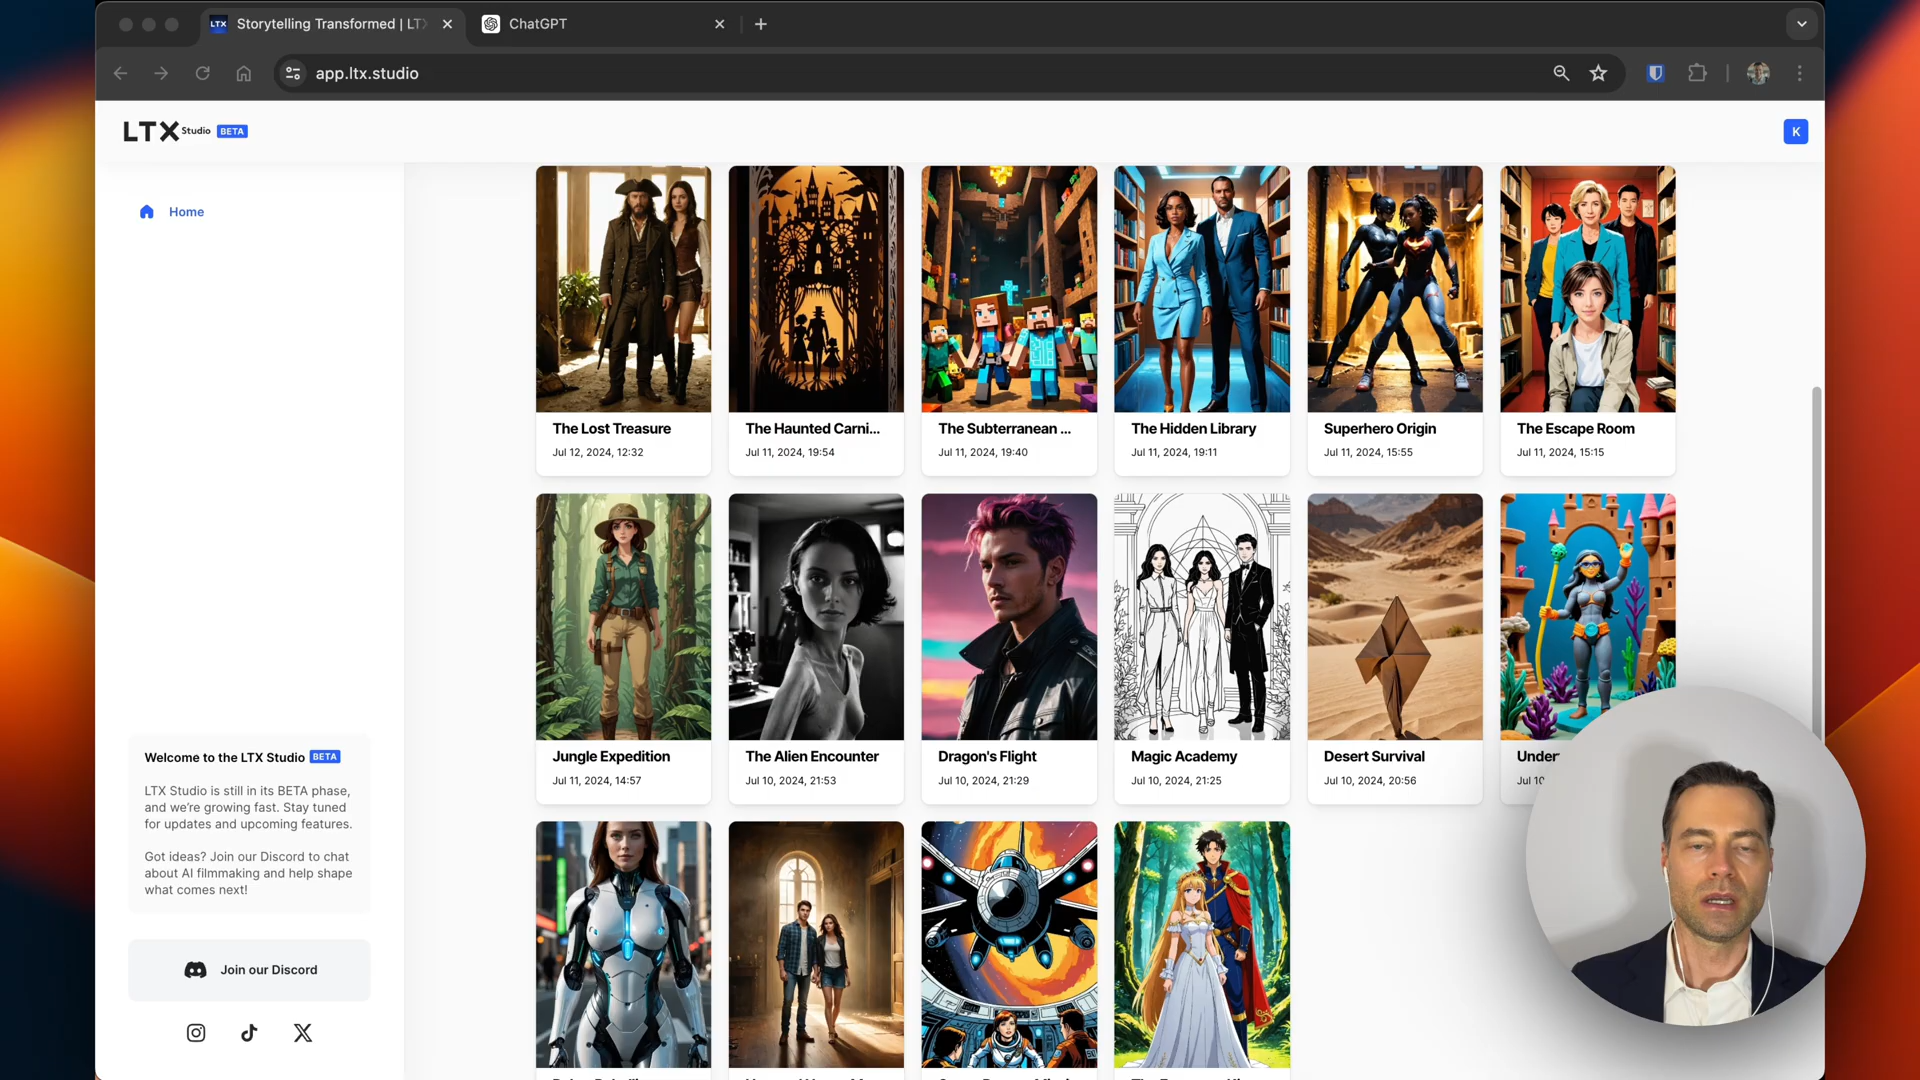 LTX Storytelling Transformed | LT
ChatGPT
app.ltx.studio
LTX Studio BETA
K
Home
The Lost Treasure
Jul 12, 2024, 12:32
The Haunted Carni...
Jul 11, 2024, 19:54
The Subterranean ...
Jul 11, 2024, 19:40
The Hidden Library
Jul 11, 2024, 19:11
Superhero Origin
Jul 11, 2024, 15:55
The Escape Room
Jul 11, 2024, 15:15
Jungle Expedition
Jul 11, 2024, 14:57
The Alien Encounter
Jul 10, 2024, 21:53
Dragon's Flight
Jul 10, 2024, 21:29
Magic Academy
Jul 10, 2024, 21:25
Desert Survival
Jul 10, 2024, 20:56
Under
Jul 10
Welcome to the LTX Studio BETA
LTX Studio is still in its BETA phase,
and we're growing fast. Stay tuned
for updates and upcoming features.
Got ideas? Join our Discord to chat
about AI filmmaking and help shape
what comes next!
Join our Discord